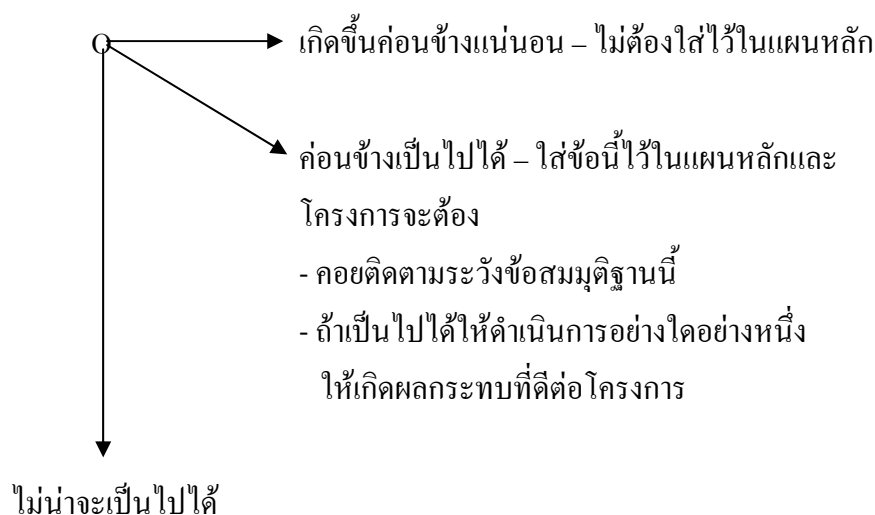 เกิดขึ้นค่อนข้างแน่นอน – ไม่ต้องใส่ไว้ในแผนหลัก
ค่อนข้างเป็นไปได้ – ใส่ข้อนี้ไว้ในแผนหลักและ
โครงการจะต้อง
- คอยติดตามระวังข้อสมมุติฐานนี้
- ถ้าเป็นไปได้ให้ดำเนินการอย่างใดอย่างหนึ่ง
ให้เกิดผลกระทบที่ดีต่อโครงการ
ไม่น่าจะเป็นไปได้